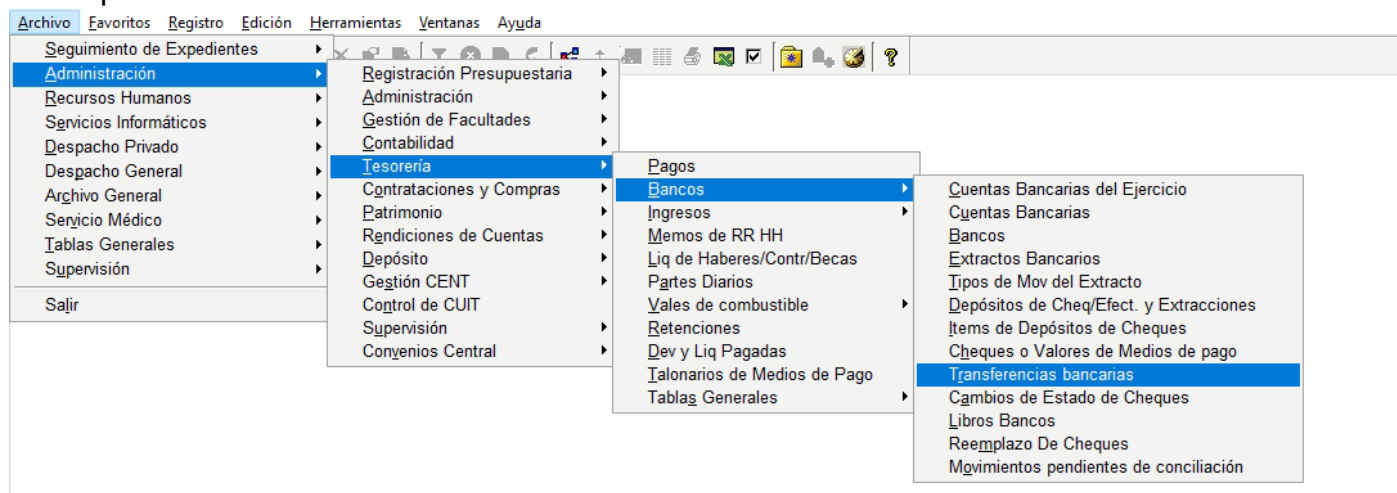 Archivo Favoritos Registro Edición Herramientas Ventanas Ayuda
Seguimiento de Expedientes
Administración
Recursos Humanos
Servicios Informáticos
Despacho Privado
Despacho General
Archivo General
Servicio Médico
Tablas Generales
Supervisión
Salir
Registración Presupuestaria
Administración
Gestión de Facultades
Contabilidad
Tesorería
Contrataciones y Compras
Patrimonio
Rendiciones de Cuentas
Depósito
Gestión CENT
Control de CUIT
Supervisión
Convenios Central
Pagos
Bancos
Ingresos
Memos de RR HH
Liq de Haberes/Contr/Becas
Partes Diarios
Vales de combustible
Retenciones
Dev y Liq Pagadas
Talonarios de Medios de Pago
Tablas Generales
Cuentas Bancarias del Ejercicio
Cuentas Bancarias
Bancos
Extractos Bancarios
Tipos de Mov del Extracto
Depósitos de Cheq/Efect. y Extracciones
Items de Depósitos de Cheques
Cheques o Valores de Medios de pago
Transferencias bancarias
Cambios de Estado de Cheques
Libros Bancos
Reemplazo De Cheques
Movimientos pendientes de conciliación